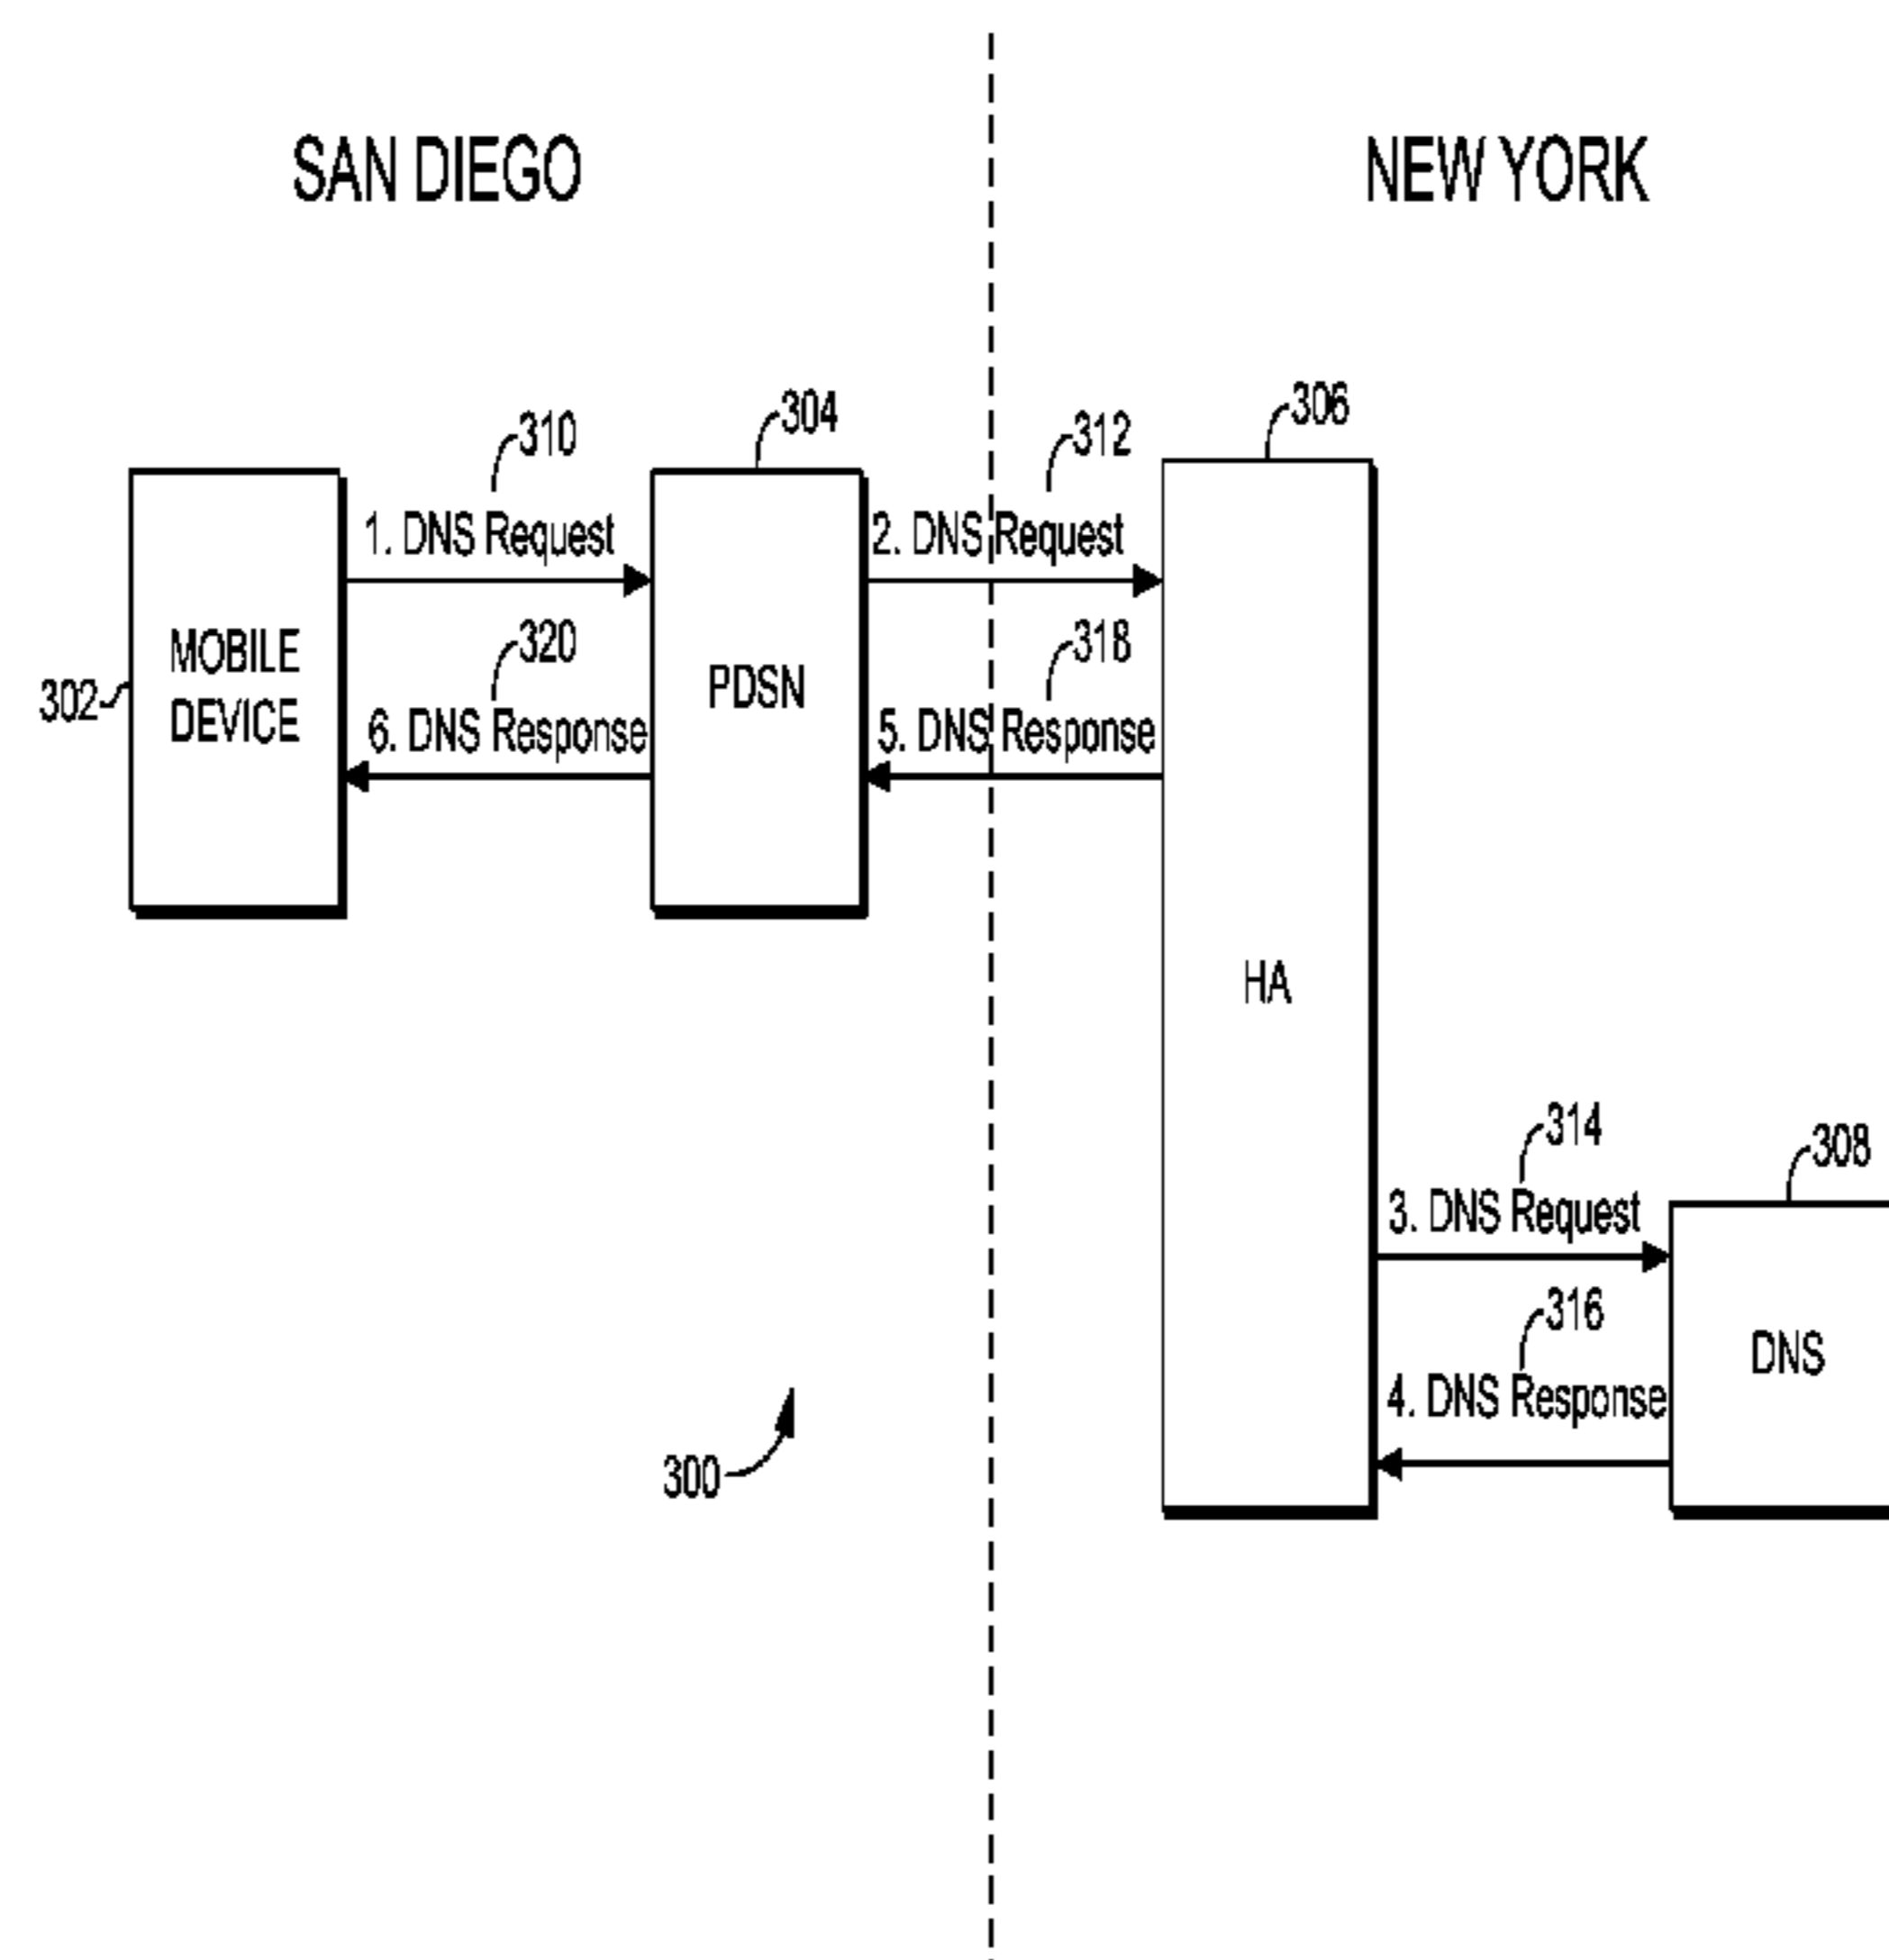 SAN DIEGO
NEW YORK
310
304
312
306
1. DNS Request
2. DNS Request
320
318
302
MOBILE
DEVICE
PDSN
6. DNS Response
5. DNS Response
HA
314
308
3. DNS Request
316
DNS
4. DNS Response
300